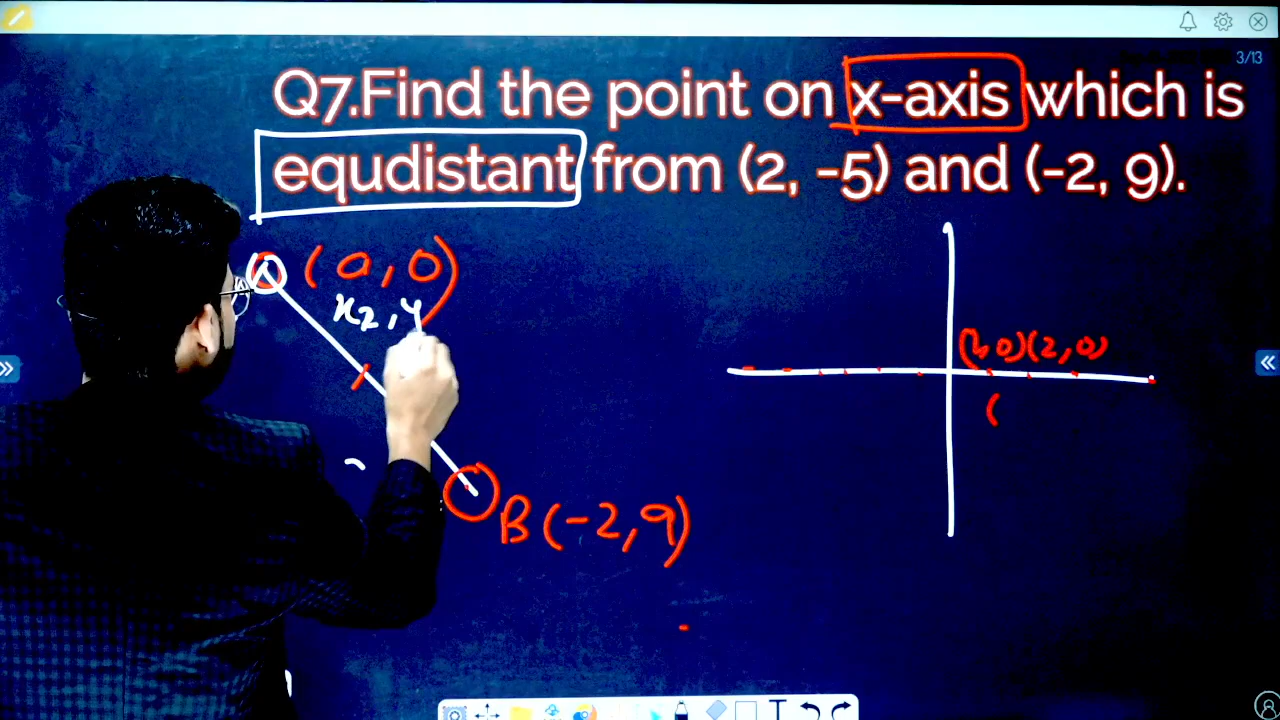 3/13
Q7.Find the point on x-axis which is
equdistant from (2, -5) and (-2, 9).
(a, 0)
x2, y
(2, 0)
(
B(-2, 9)
T